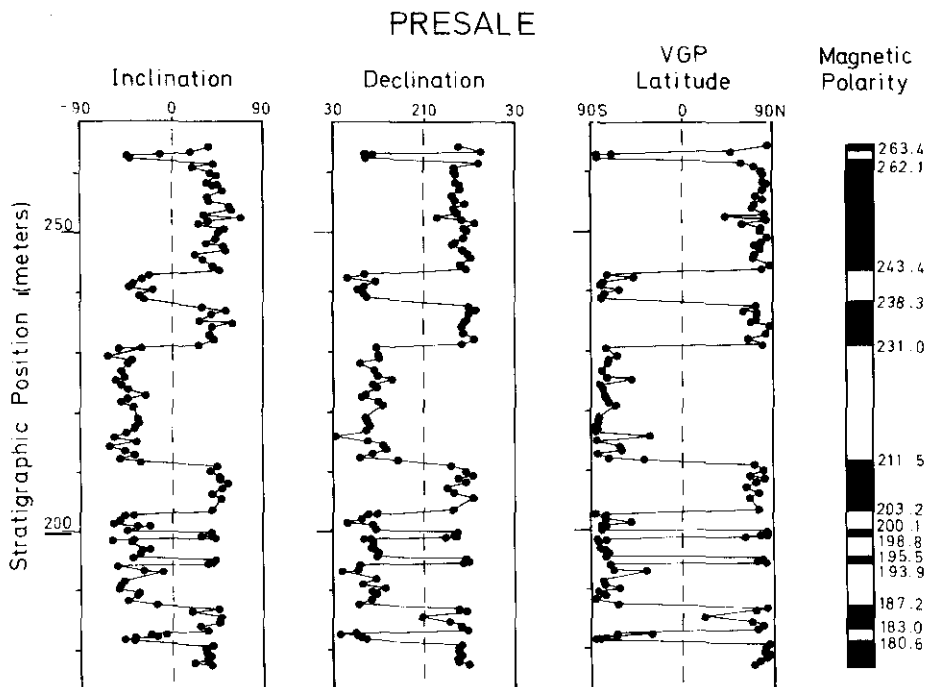 PRESALE
Inclination
-90 0 90
Declination
30 210 30
VGP
Latitude
90S 0 90N
Magnetic
Polarity
Stratigraphic Position (meters)
250
200
263.4
262.1
243.4
238.3
231.0
211.5
203.2
200.1
198.8
195.5
193.9
187.2
183.0
180.6